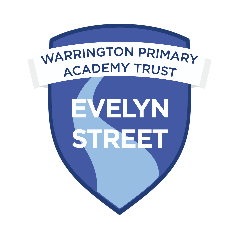 WARRINGTON PRIMARY
ACADEMY TRUST
EVELYN
STREET